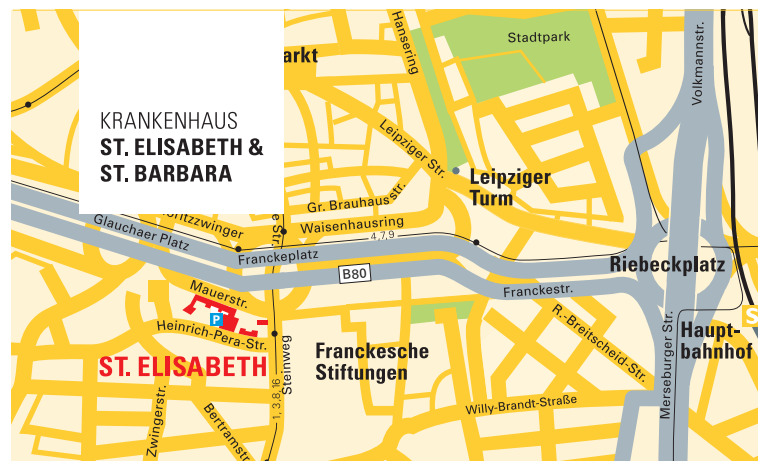 KRANKENHAUS
ST. ELISABETH &
ST. BARBARA
arkt
Hansering
Stadtpark
Volkmannstr.
Leipziger Str.
Leipziger
Turm
Gr. Brauhausstr.
Waisenhausring
ritzzwinger
e Str.
Glauchaer Platz
Franckeplatz
4,7,9
B80
Riebeckplatz
Franckestr.
Mauerstr.
P
Heinrich-Pera-Str.
ST. ELISABETH
Steinweg
1, 3, 8, 16
Franckesche
Stiftungen
R.-Breitscheid-Str.
Merseburger Str.
Haupt-
bahnhof
S
Willy-Brandt-Straße
Zwingerstr.
Bertramstr.